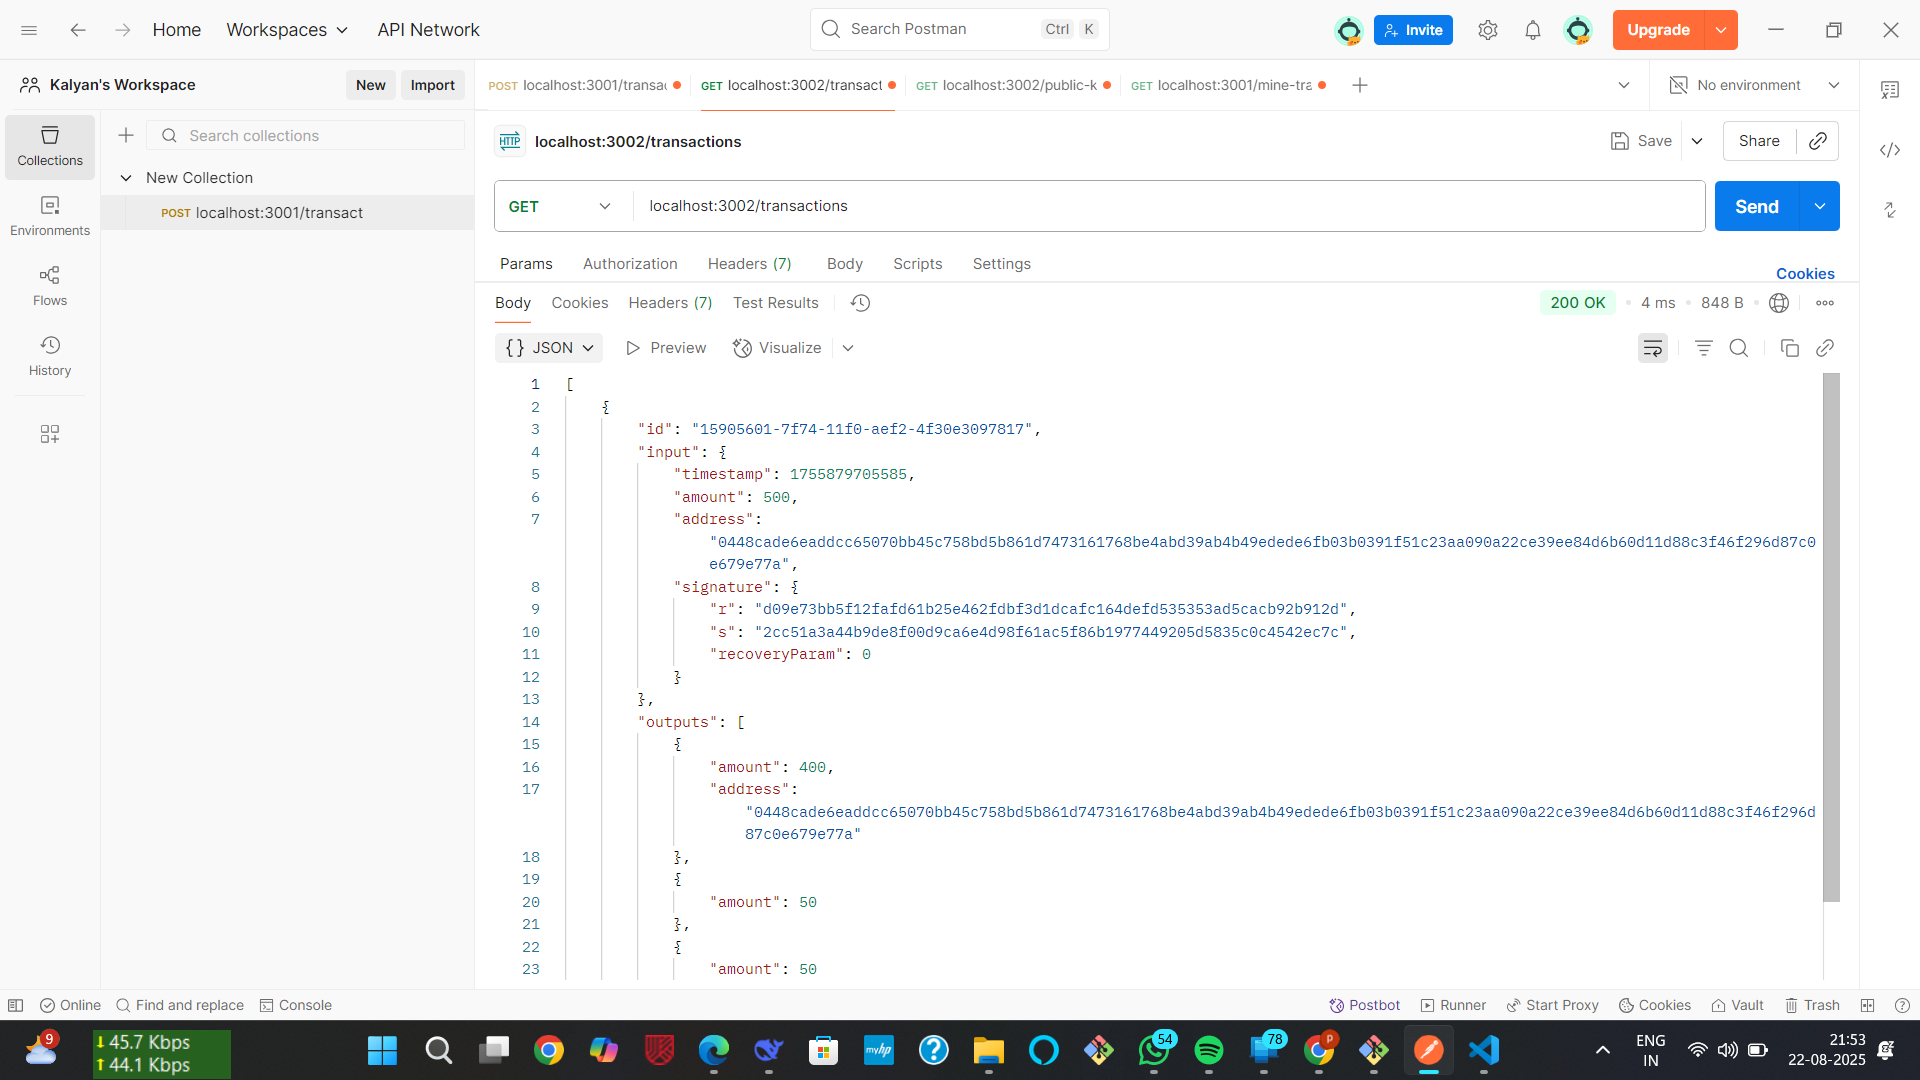 Home
Workspaces
API Network
Search Postman
Ctrl K
Invite
Upgrade
Kalyan's Workspace
New
Import
POST localhost:3001/transac
GET localhost:3002/transact
GET localhost:3002/public-k
GET localhost:3001/mine-tra
No environment
Collections
Environments
Flows
History
Search collections
New Collection
POST localhost:3001/transact
HTTP localhost:3002/transactions
Save
Share
GET
localhost:3002/transactions
Send
Params
Authorization
Headers (7)
Body
Scripts
Settings
Cookies
Body
Cookies
Headers (7)
Test Results
200 OK
4 ms
848 B
{} JSON
Preview
Visualize
1 [
2 {
3 "id": "15905601-7f74-11f0-aef2-4f30e3097817",
4 "input": {
5 "timestamp": 1755879705585,
6 "amount": 500,
7 "address":
"0448cade6eaddcc65070bb45c758bd5b861d7473161768be4abd39ab4b49edede6fb03b0391f51c23aa090a22ce39ee84d6b60d11d88c3f46f296d87c0
e679e77a",
8 "signature": {
9 "r": "d09e73bb5f12fafd61b25e462fdbf3d1dcafc164defd535353ad5cacb92b912d",
10 "s": "2cc51a3a44b9de8f00d9ca6e4d98f61ac5f86b1977449205d5835c0c4542ec7c",
11 "recoveryParam": 0
12 }
13 },
14 "outputs": [
15 {
16 "amount": 400,
17 "address":
"0448cade6eaddcc65070bb45c758bd5b861d7473161768be4abd39ab4b49edede6fb03b0391f51c23aa090a22ce39ee84d6b60d11d88c3f46f296d
87c0e679e77a"
18 },
19 {
20 "amount": 50
21 },
22 {
23 "amount": 50
Online
Find and replace
Console
Postbot
Runner
Start Proxy
Cookies
Vault
Trash
9
45.7 Kbps
44.1 Kbps
myhp
54
78
P
ENG
IN
21:53
22-08-2025